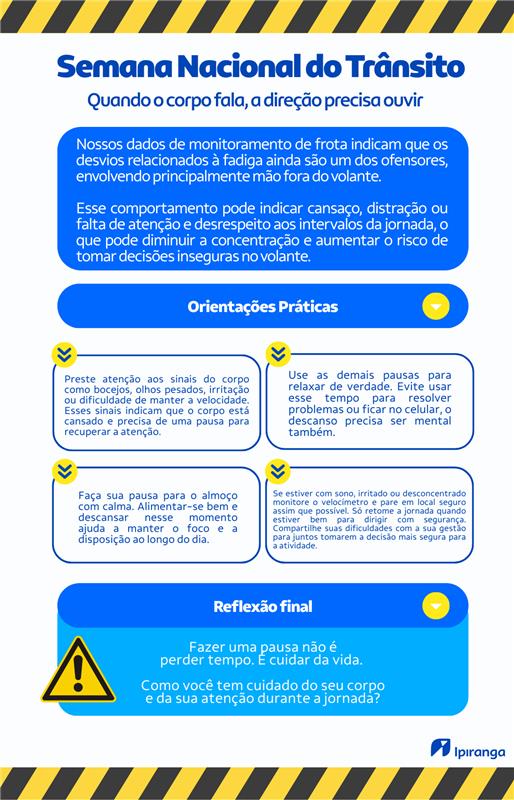 Semana Nacional do Trânsito
Quando o corpo fala, a direção precisa ouvir
Nossos dados de monitoramento de frota indicam que os
desvios relacionados à fadiga ainda são um dos ofensores,
envolvendo principalmente mão fora do volante.
Esse comportamento pode indicar cansaço, distração ou
falta de atenção e desrespeito aos intervalos da jornada, o
que pode diminuir a concentração e aumentar o risco de
tomar decisões inseguras no volante.
Orientações Práticas
Preste atenção aos sinais do corpo
como bocejos, olhos pesados, irritação
ou dificuldade de manter a velocidade.
Esses sinais indicam que o corpo está
cansado e precisa de uma pausa para
recuperar a atenção.
Use as demais pausas para
relaxar de verdade. Evite usar
esse tempo para resolver
problemas ou ficar no celular, o
descanso precisa ser mental
também.
Faça sua pausa para o almoço
com calma. Alimentar-se bem e
descansar nesse momento
ajuda a manter o foco e a
disposição ao longo do dia.
Se estiver com sono, irritado ou desconcentrado
monitore o velocímetro e pare em local seguro
assim que possível. Só retome a jornada quando
estiver bem para dirigir com segurança.
Compartilhe suas dificuldades com a sua gestão
para juntos tomarem a decisão mais segura para
a atividade.
Reflexão final
Fazer uma pausa não é
perder tempo. É cuidar da vida.
Como você tem cuidado do seu corpo
e da sua atenção durante a jornada?
Ipiranga